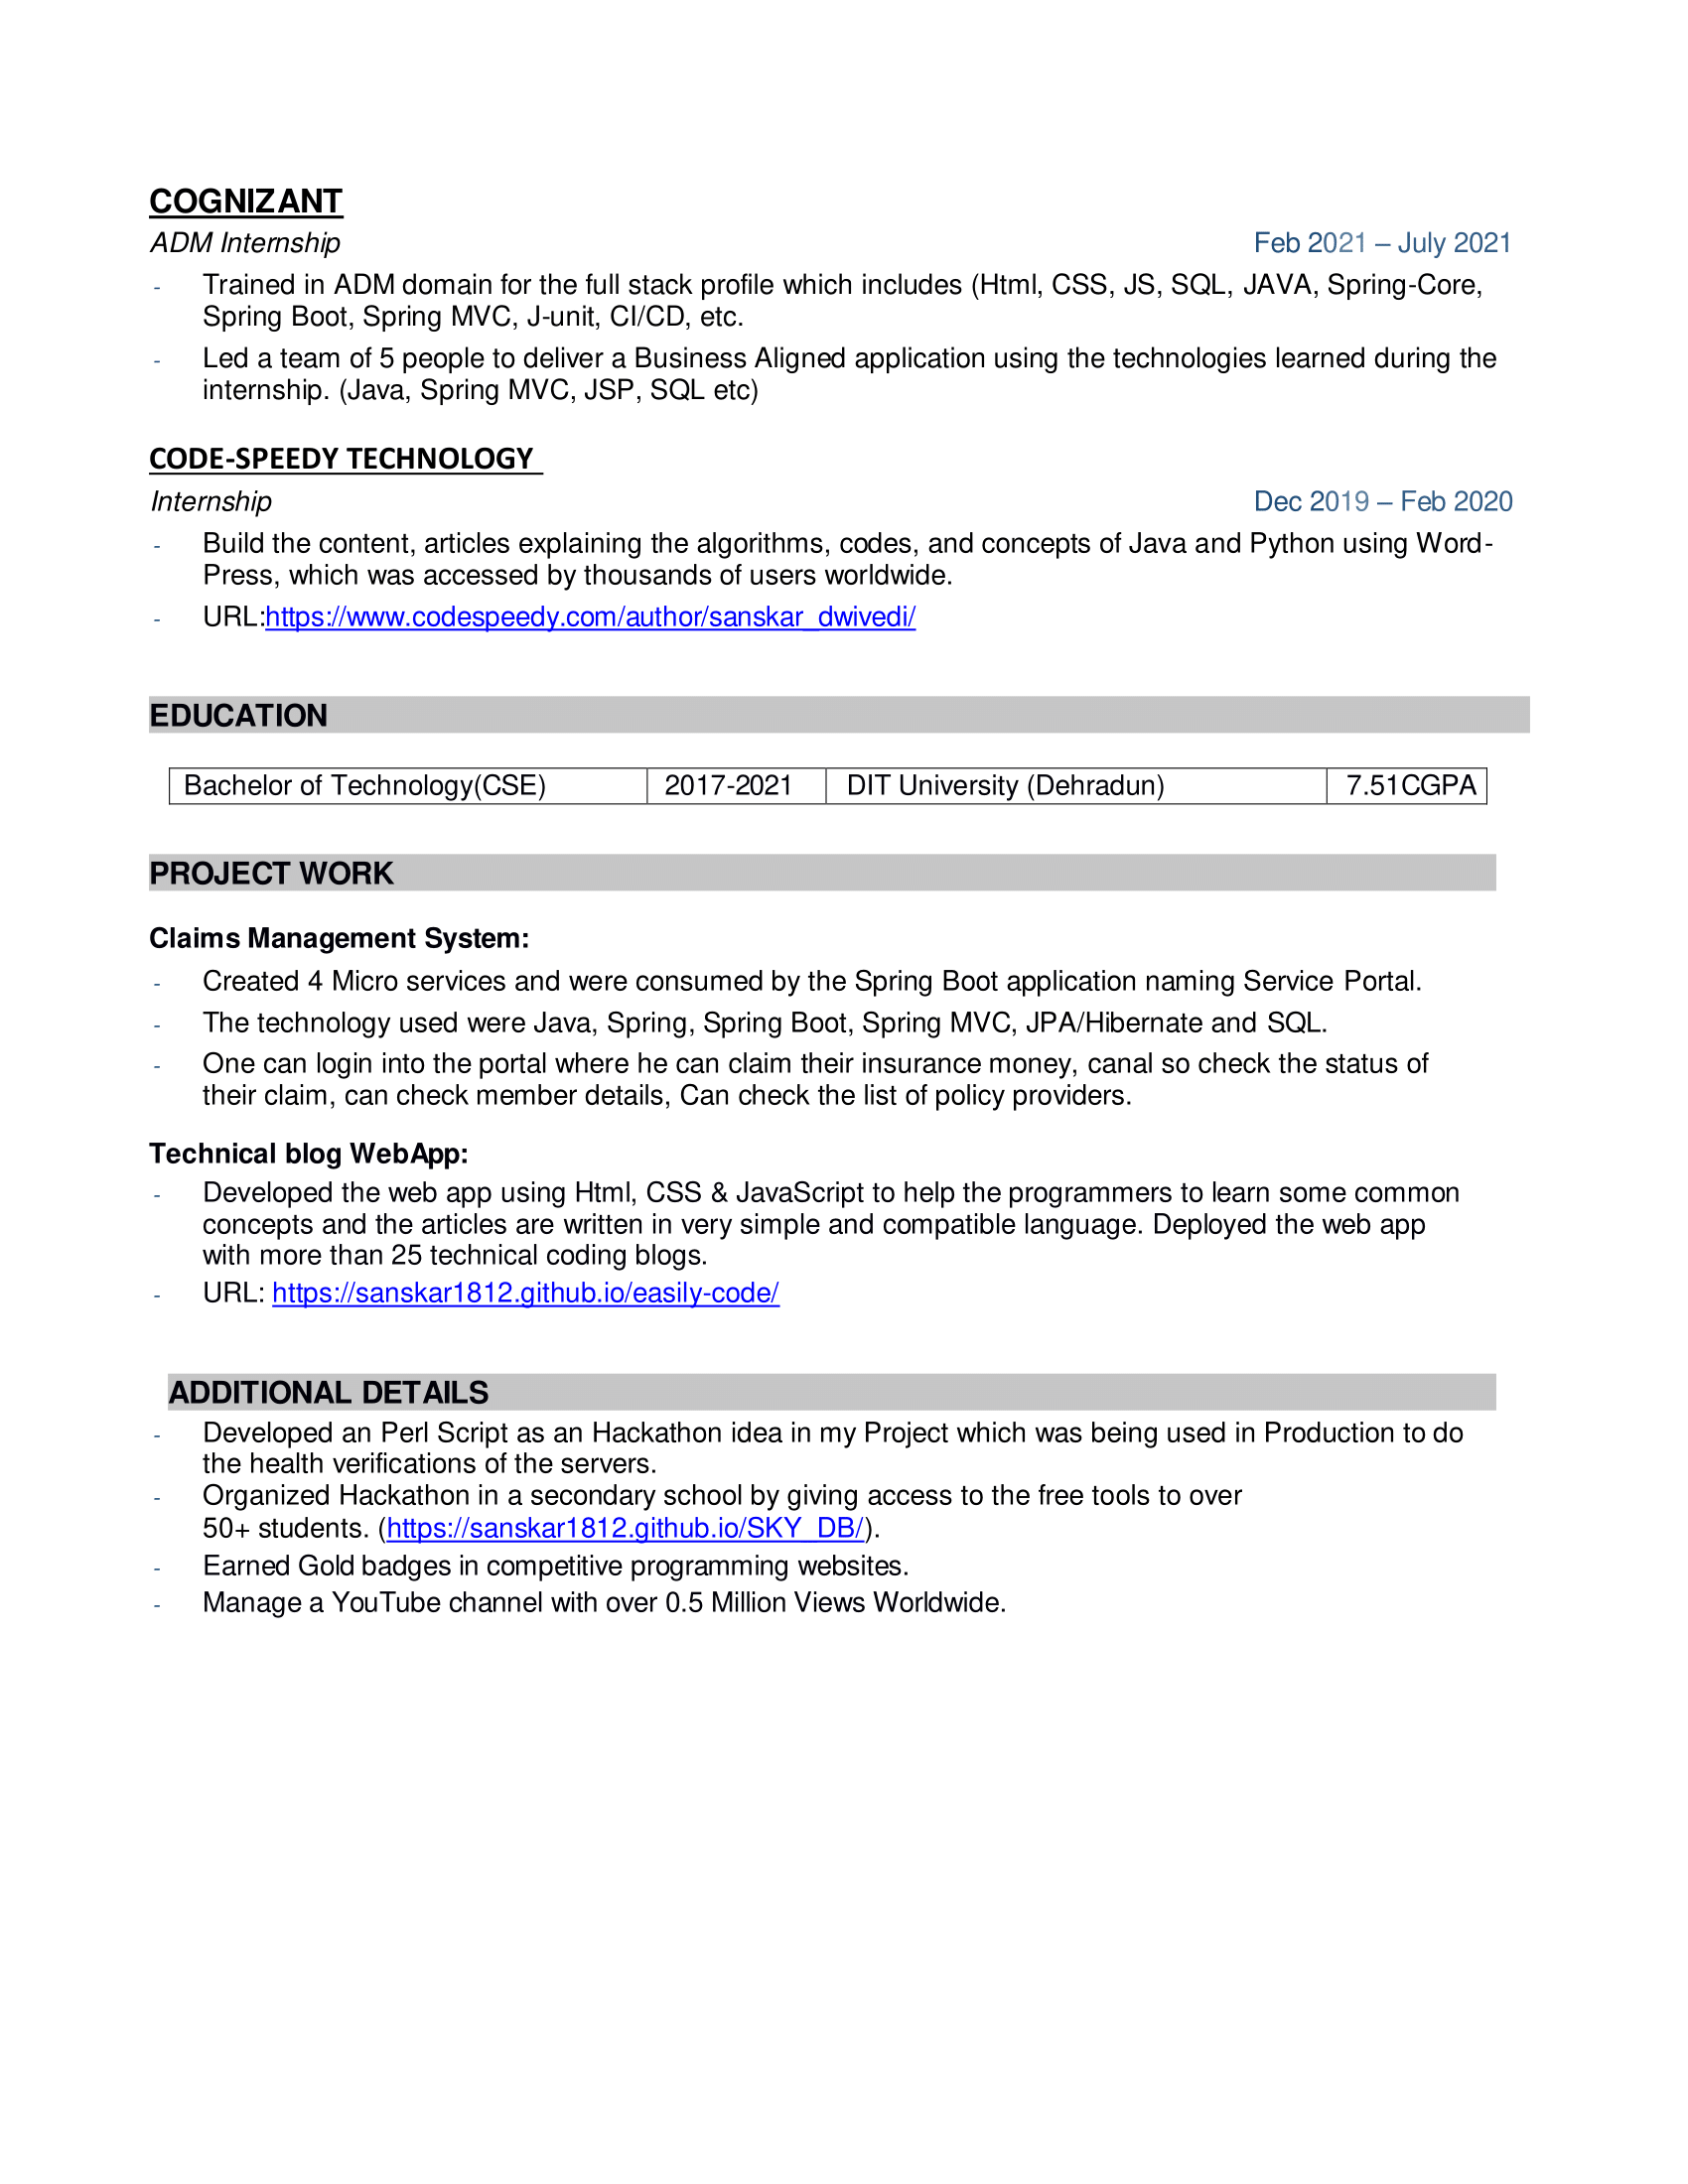 COGNIZANT
ADM Internship Feb 2021 – July 2021
- Trained in ADM domain for the full stack profile which includes (Html, CSS, JS, SQL, JAVA, Spring-Core,
Spring Boot, Spring MVC, J-unit, CI/CD, etc.
- Led a team of 5 people to deliver a Business Aligned application using the technologies learned during the
internship. (Java, Spring MVC, JSP, SQL etc)
CODE-SPEEDY TECHNOLOGY
Internship Dec 2019 – Feb 2020
- Build the content, articles explaining the algorithms, codes, and concepts of Java and Python using Word-
Press, which was accessed by thousands of users worldwide.
- URL:https://www.codespeedy.com/author/sanskar_dwivedi/
EDUCATION
Bachelor of Technology(CSE) 2017-2021 DIT University (Dehradun) 7.51CGPA
PROJECT WORK
Claims Management System:
- Created 4 Micro services and were consumed by the Spring Boot application naming Service Portal.
- The technology used were Java, Spring, Spring Boot, Spring MVC, JPA/Hibernate and SQL.
- One can login into the portal where he can claim their insurance money, canal so check the status of
their claim, can check member details, Can check the list of policy providers.
Technical blog WebApp:
- Developed the web app using Html, CSS & JavaScript to help the programmers to learn some common
concepts and the articles are written in very simple and compatible language. Deployed the web app
with more than 25 technical coding blogs.
- URL: https://sanskar1812.github.io/easily-code/
ADDITIONAL DETAILS
- Developed an Perl Script as an Hackathon idea in my Project which was being used in Production to do
the health verifications of the servers.
- Organized Hackathon in a secondary school by giving access to the free tools to over
50+ students. (https://sanskar1812.github.io/SKY_DB/).
- Earned Gold badges in competitive programming websites.
- Manage a YouTube channel with over 0.5 Million Views Worldwide.